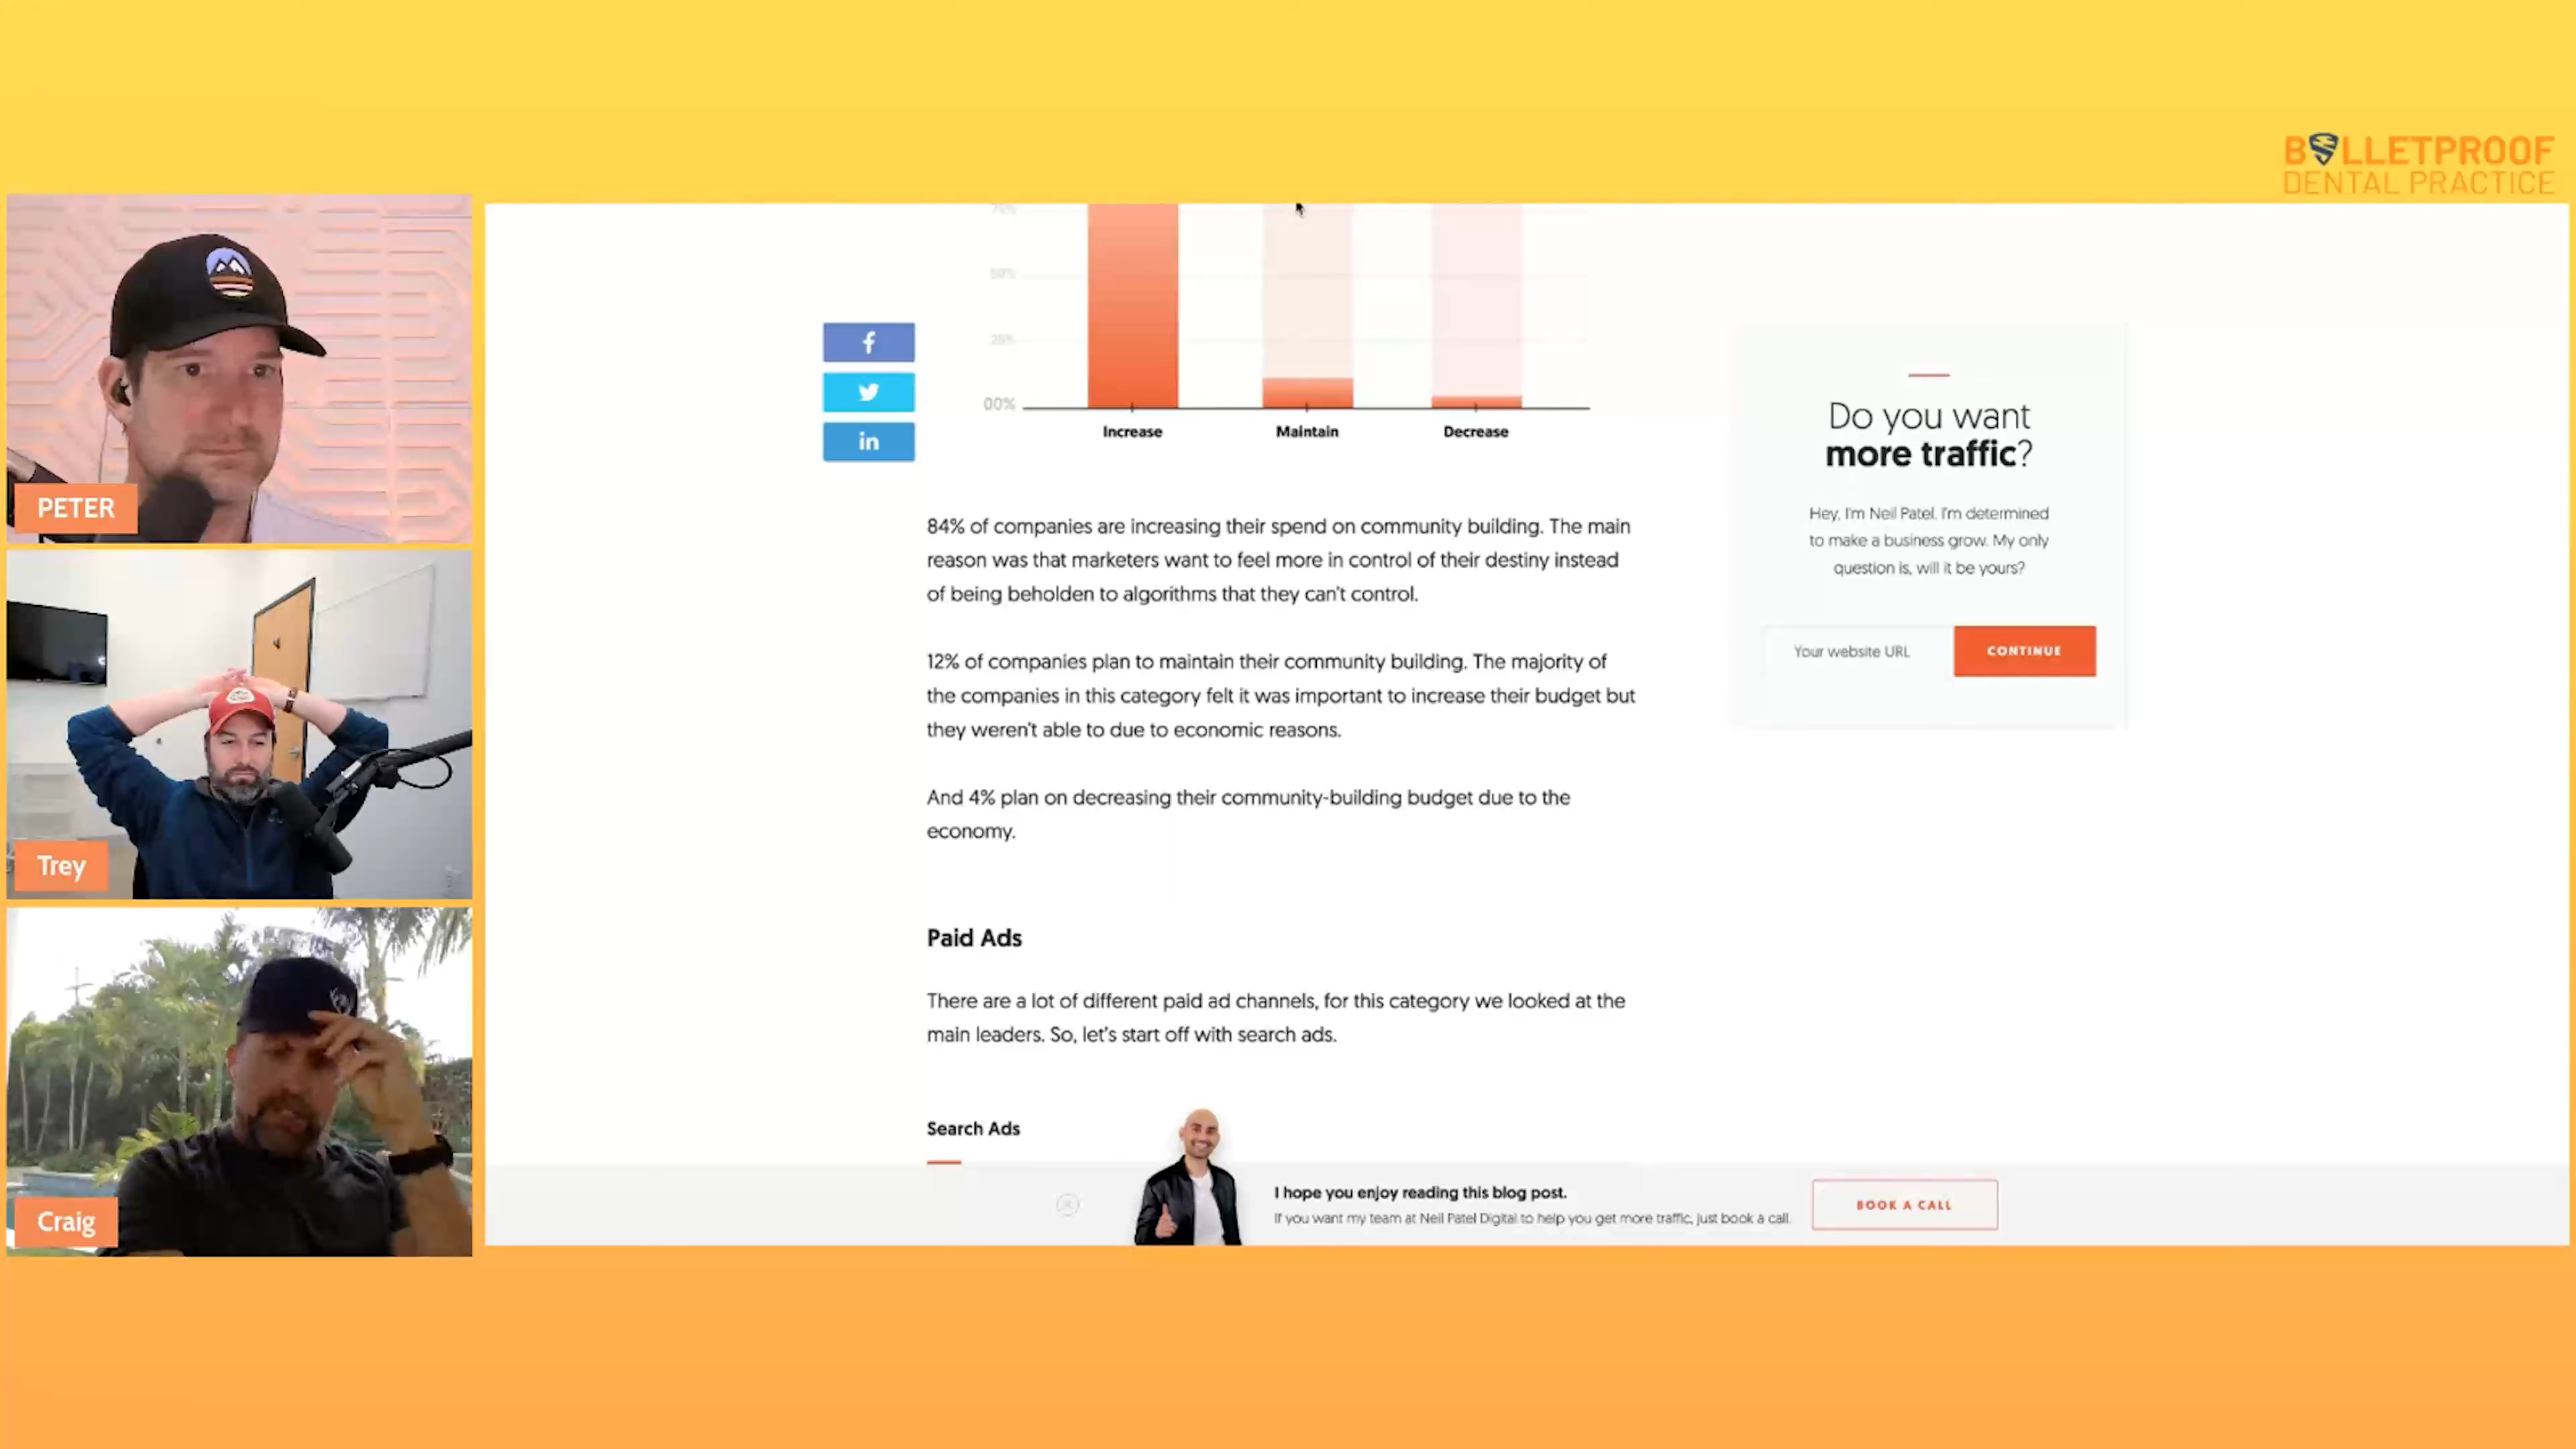 BULLETPROOF
DENTAL PRACTICE
PETER
Trey
Craig
75%
50%
25%
00%
Increase
Maintain
Decrease
84% of companies are increasing their spend on community building. The main
reason was that marketers want to feel more in control of their destiny instead
of being beholden to algorithms that they can't control.
12% of companies plan to maintain their community building. The majority of
the companies in this category felt it was important to increase their budget but
they weren't able to due to economic reasons.
And 4% plan on decreasing their community-building budget due to the
economy.
Paid Ads
There are a lot of different paid ad channels, for this category we looked at the
main leaders. So, let's start off with search ads.
Search Ads
f
in
Do you want
more traffic?
Hey, I'm Neil Patel. I'm determined
to make a business grow. My only
question is, will it be yours?
Your website URL
CONTINUE
I hope you enjoy reading this blog post.
If you want my team at Neil Patel Digital to help you get more traffic, just book a call.
BOOK A CALL